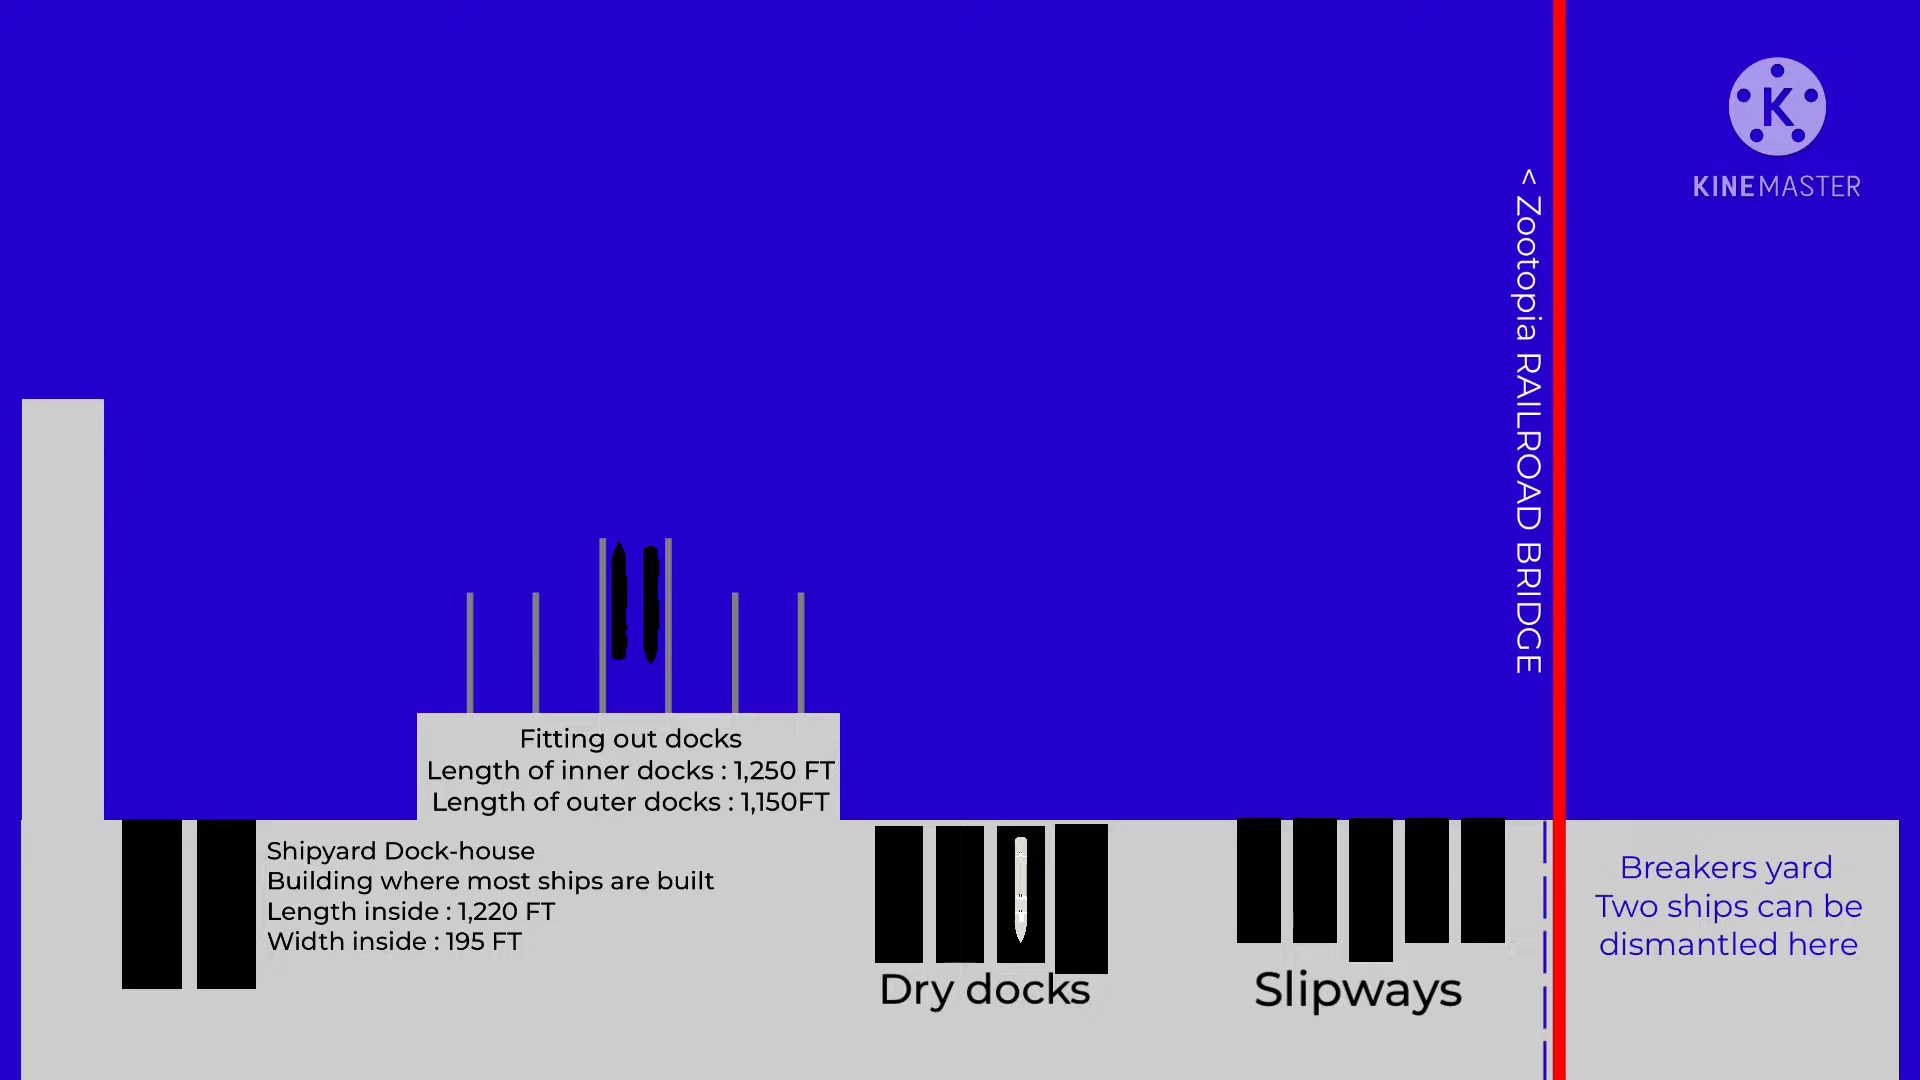 K
KINEMASTER
< Zootopia RAILROAD BRIDGE
Fitting out docks
Length of inner docks : 1,250 FT
Length of outer docks : 1,150FT
Shipyard Dock-house
Building where most ships are built
Length inside : 1,220 FT
Width inside : 195 FT
Dry docks
Slipways
Breakers yard
Two ships can be
dismantled here